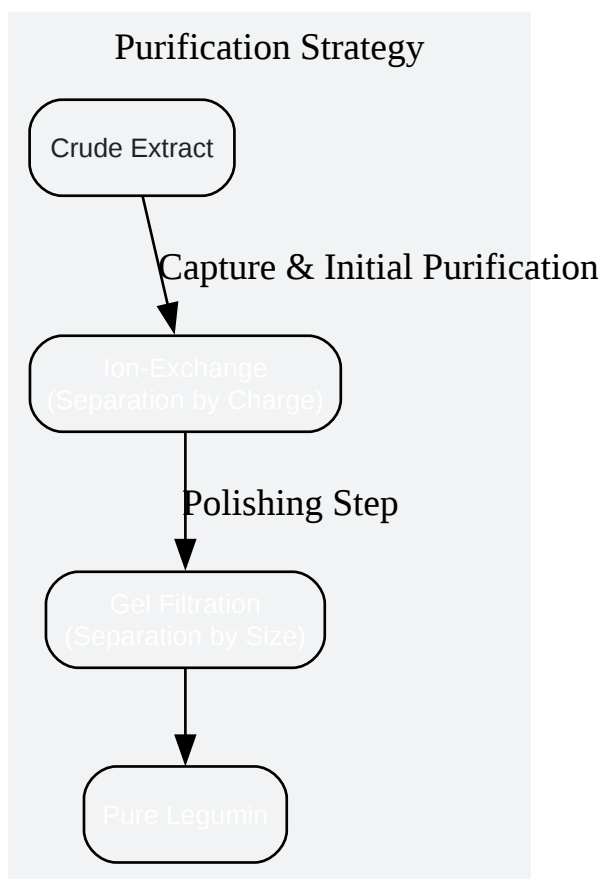 Purification Strategy
Crude Extract
Capture & Initial Purification
Ion-Exchange
(Separation by Charge)
Polishing Step
Gel Filtration
(Separation by Size)
Pure Legumin